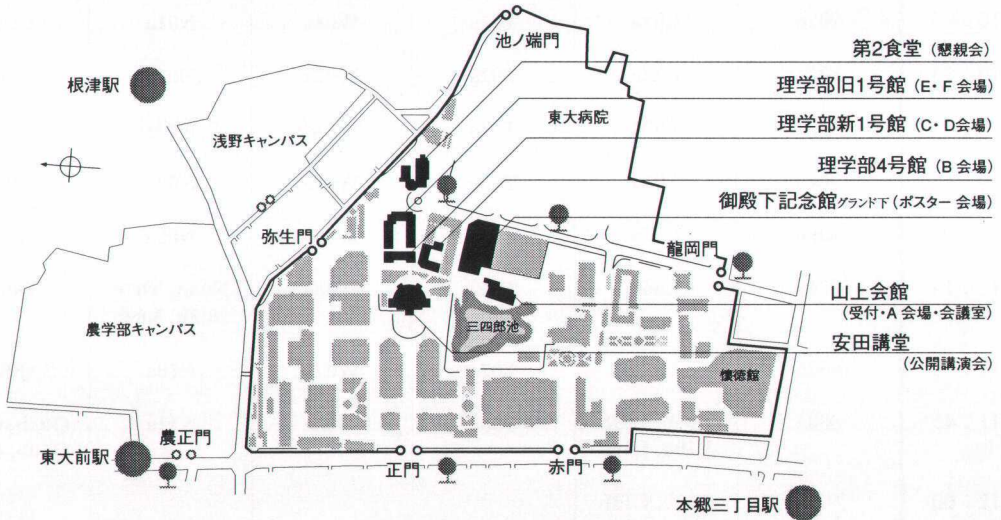 池ノ端門
第2食堂 (懇親会)
根津駅
理学部旧1号館 (E・F 会場)
東大病院
理学部新1号館 (C・D会場)
浅野キャンパス
理学部4号館 (B 会場)
御殿下記念館グランド下 (ポスター 会場)
弥生門
龍岡門
山上会館
(受付・A 会場・会議室)
農学部キャンパス
三四郎池
安田講堂
(公開講演会)
懐徳館
農正門
東大前駅
正門
赤門
本郷三丁目駅